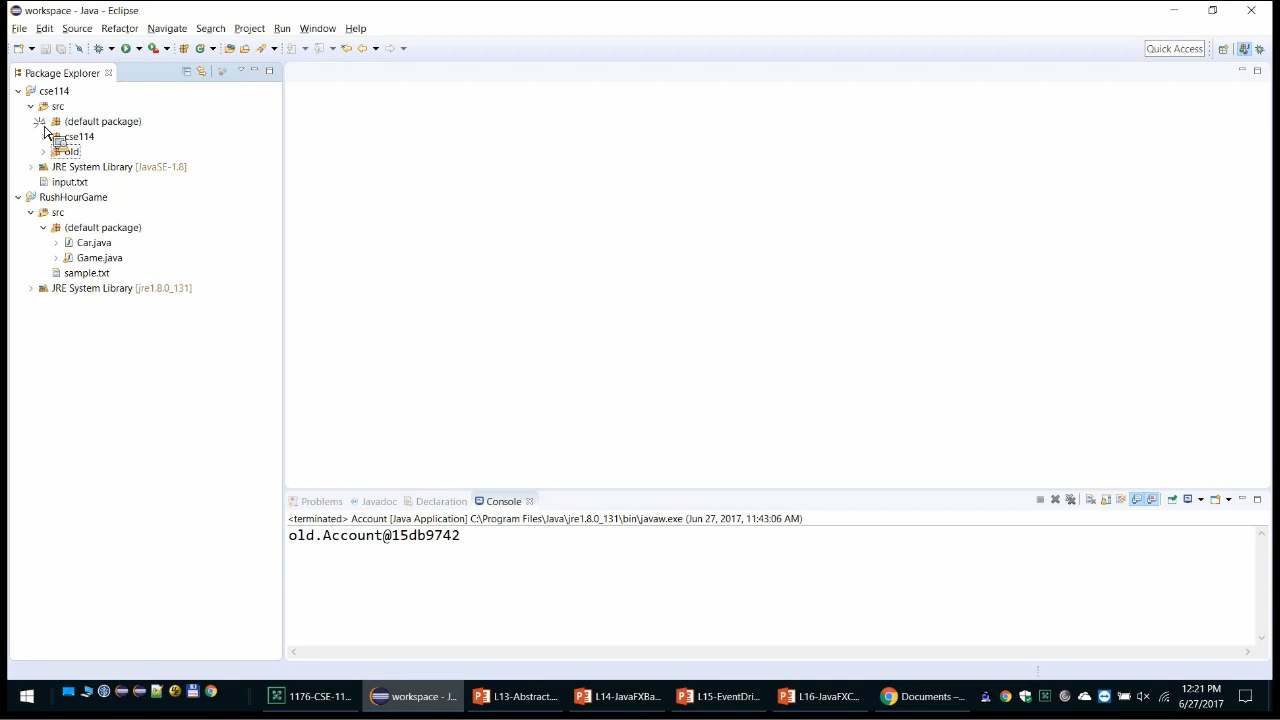 workspace - Java - Eclipse
File Edit Source Refactor Navigate Search Project Run Window Help
Quick Access
Package Explorer
cse114
src
(default package)
cse114
old
JRE System Library [JavaSE-1.8]
input.txt
RushHourGame
src
(default package)
Car.java
Game.java
sample.txt
JRE System Library [jre1.8.0_131]
Problems Javadoc Declaration Console
<terminated> Account [Java Application] C:\Program Files\Java\jre1.8.0_131\bin\javaw.exe (Jun 27, 2017, 11:43:06 AM)
old.Account@15db9742
1176-CSE-11... workspace - J... L13-Abstract... L14-JavaFXBa... L15-EventDri... L16-JavaFXC... Documents –...
12:21 PM
6/27/2017